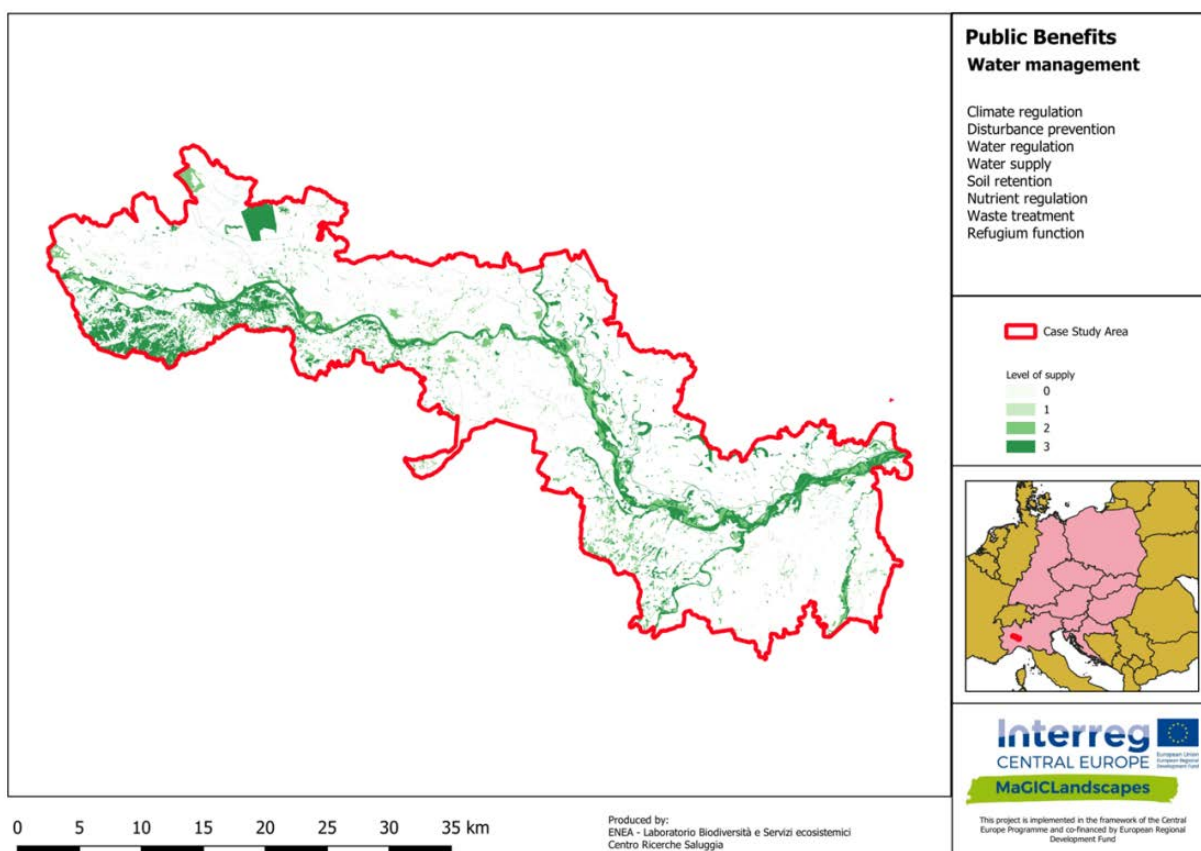 Public Benefits
Water management
Climate regulation
Disturbance prevention
Water regulation
Water supply
Soil retention
Nutrient regulation
Waste treatment
Refugium function
Case Study Area
Level of supply
0
1
2
3
Interreg
CENTRAL EUROPE
European Union
European Regional
Development Fund
MaGICLandscapes
This project is implemented in the framework of the Central
Europe Programme and co-financed by European Regional
Development Fund
0 5 10 15 20 25 30 35 km
Produced by:
ENEA - Laboratorio Biodiversità e Servizi ecosistemici
Centro Ricerche Saluggia